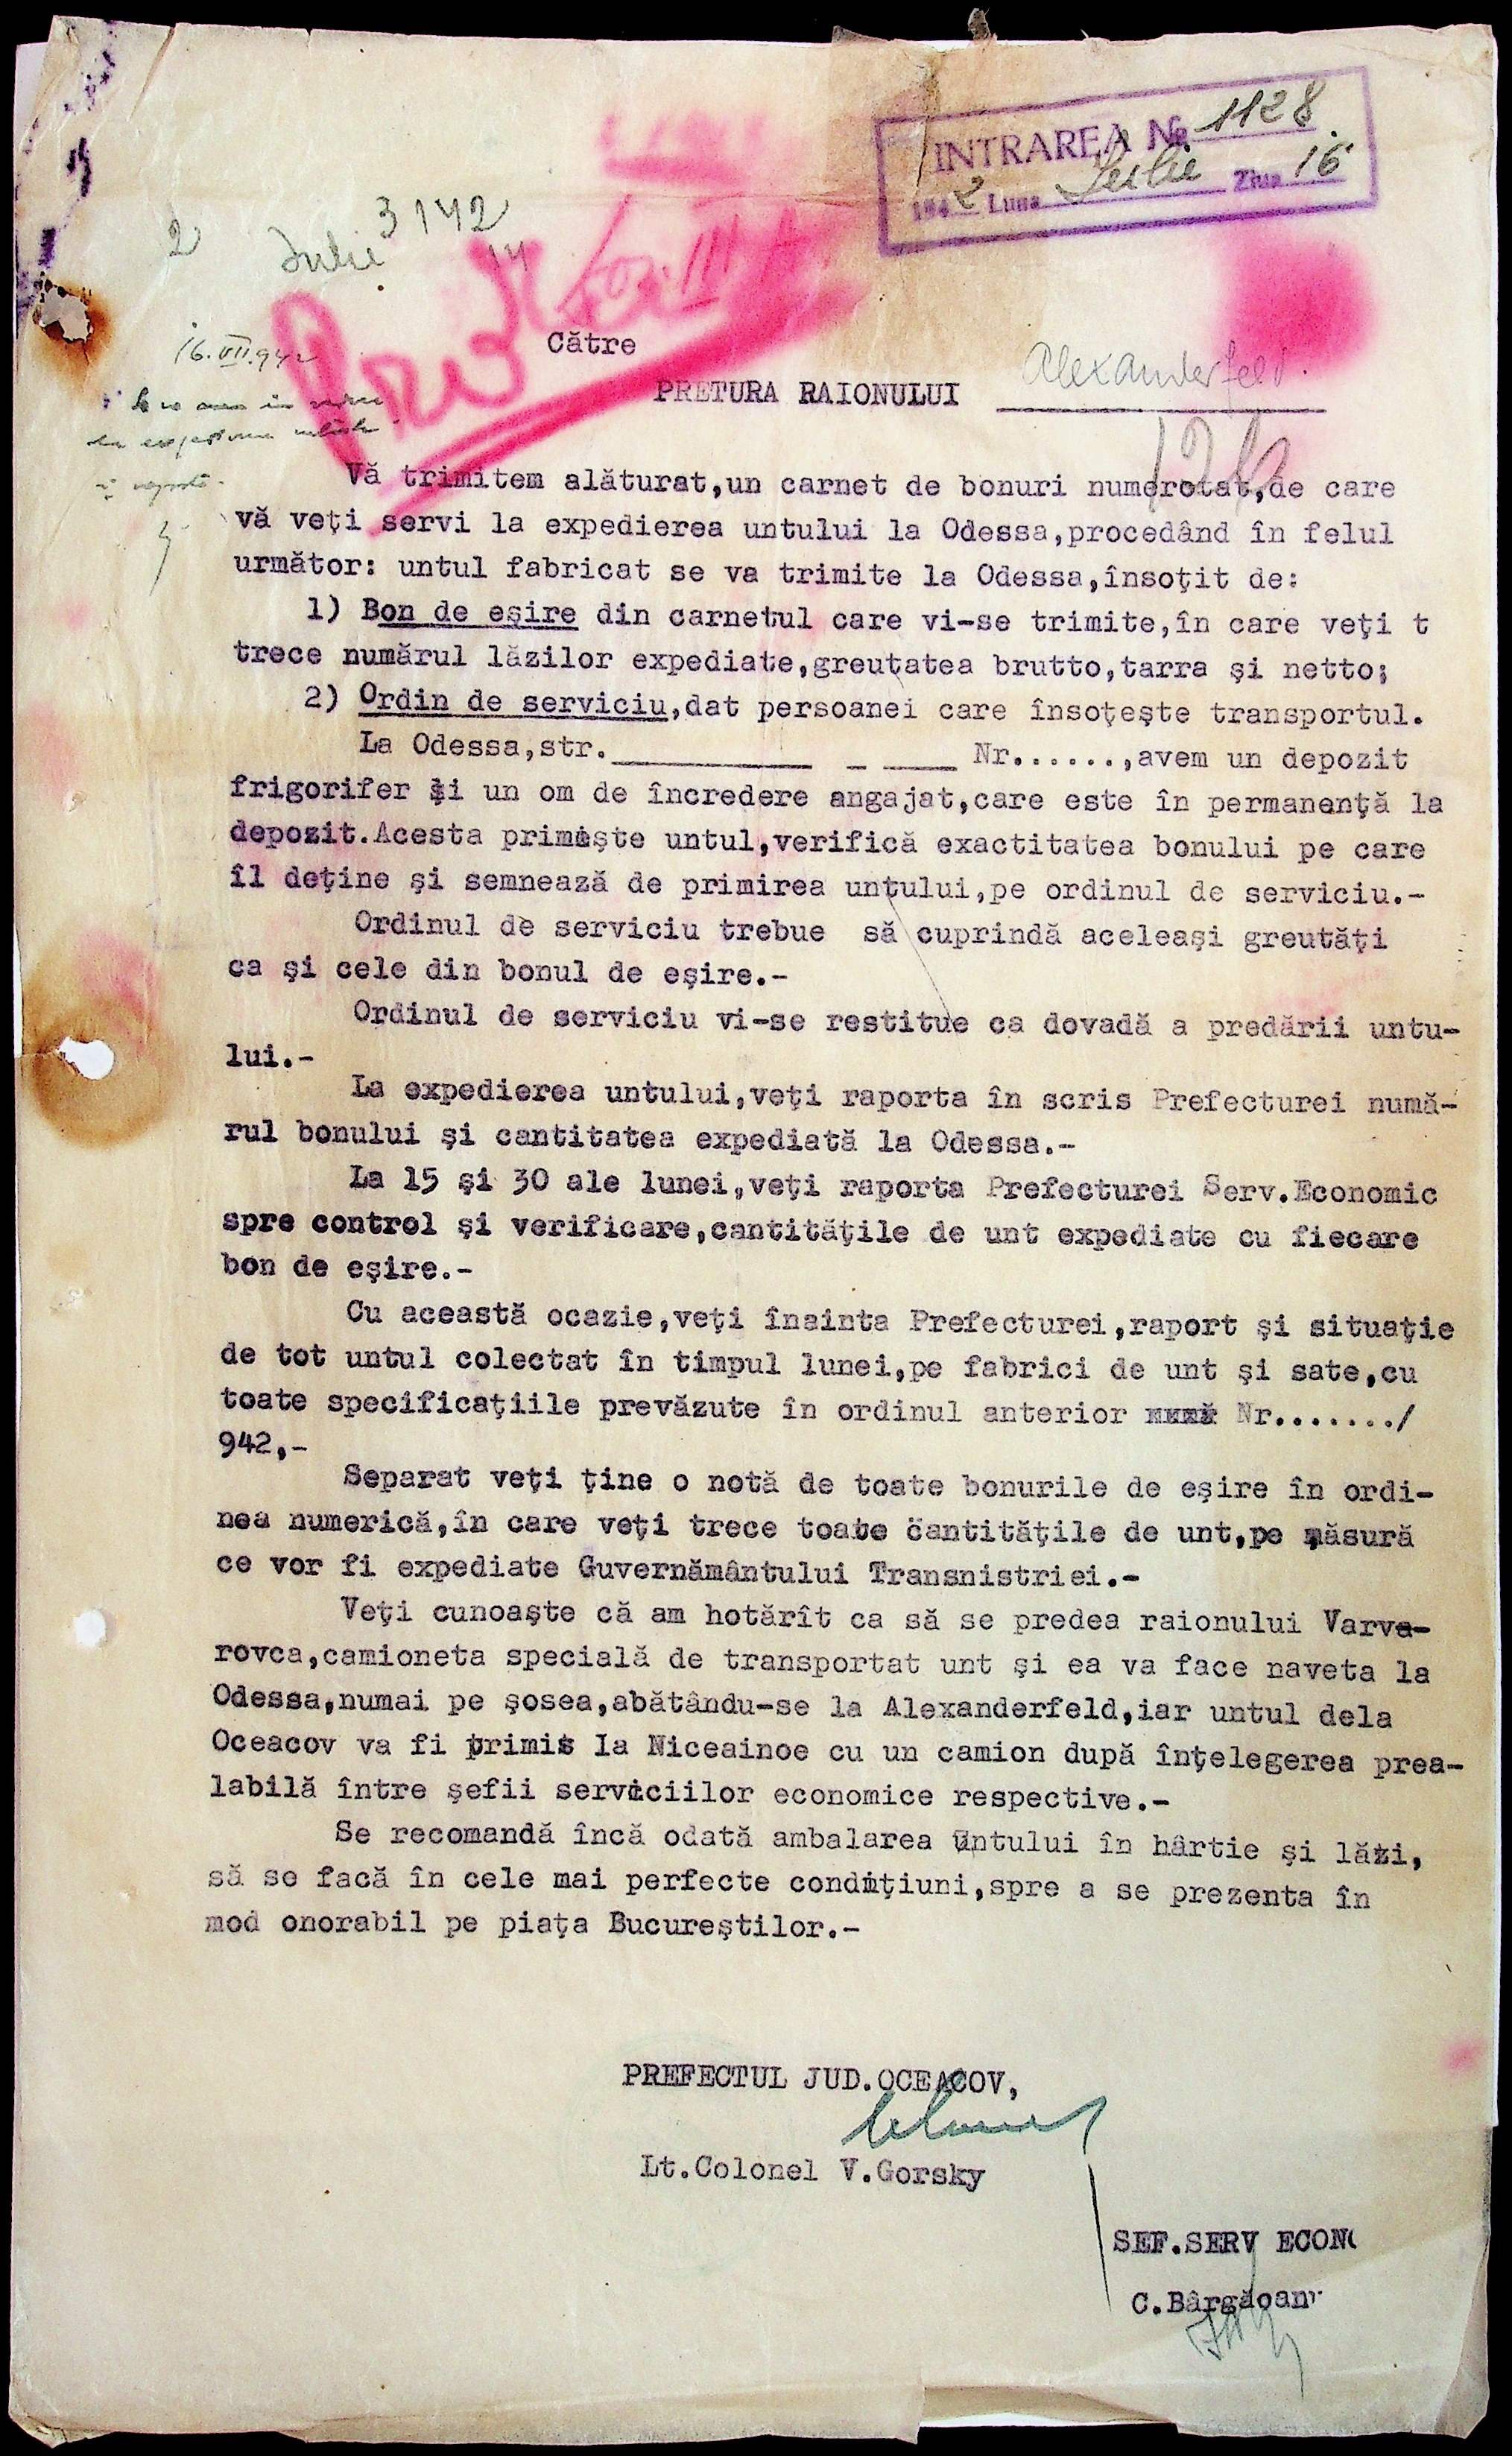 INTRAREA No 1128
1942 Luna Iulie Ziua 16
2 Iulie 3142
14
16.VII.942
Către
PRETURA RAIONULUI Alexanderfeld.
Vă trimitem alăturat,un carnet de bonuri numerotat,de care
vă veți servi la expedierea untului la Odessa,procedând în felul
următor: untul fabricat se va trimite la Odessa,însoțit de:
1) Bon de eșire din carnetul care vi-se trimite,în care veți t
trece numărul lăzilor expediate,greutatea brutto,tarra și netto;
2) Ordin de serviciu,dat persoanei care însoțește transportul.
La Odessa,str.__________ _ ____ Nr......,avem un depozit
frigorifer și un om de încredere angajat,care este în permanență la
depozit.Acesta primește untul,verifică exactitatea bonului pe care
îl deține și semnează de primirea untului,pe ordinul de serviciu.-
Ordinul de serviciu trebue să cuprindă aceleași greutăți
ca și cele din bonul de eșire.-
Ordinul de serviciu vi-se restitue ca dovadă a predării untu-
lui.-
La expedierea untului,veți raporta în scris Prefecturei numă-
rul bonului și cantitatea expediată la Odessa.-
La 15 și 30 ale lunei,veți raporta Prefecturei Serv.Economic
spre control și verificare,cantitățile de unt expediate cu fiecare
bon de eșire.-
Cu această ocazie,veți înainta Prefecturei,raport și situație
de tot untul colectat în timpul lunei,pe fabrici de unt și sate,cu
toate specificațiile prevăzute în ordinul anterior Nr......./
942,-
Separat veți ține o notă de toate bonurile de eșire în ordi-
nea numerică,în care veți trece toate cantitățile de unt,pe măsură
ce vor fi expediate Guvernământului Transnistriei.-
Veți cunoaște că am hotărît ca să se predea raionului Varva-
rovca,camioneta specială de transportat unt și ea va face naveta la
Odessa,numai pe șosea,abătându-se la Alexanderfeld,iar untul dela
Oceacov va fi trimis la Niceainoe cu un camion după înțelegerea prea-
labilă între șefii serviciilor economice respective.-
Se recomandă încă odată ambalarea untului în hârtie și lăzi,
să se facă în cele mai perfecte condițiuni,spre a se prezenta în
mod onorabil pe piața Bucureștilor.-
PREFECTUL JUD.OCEACOV,
Lt.Colonel V.Gorsky
SEF.SERV ECONO
C.Bârgăoanu